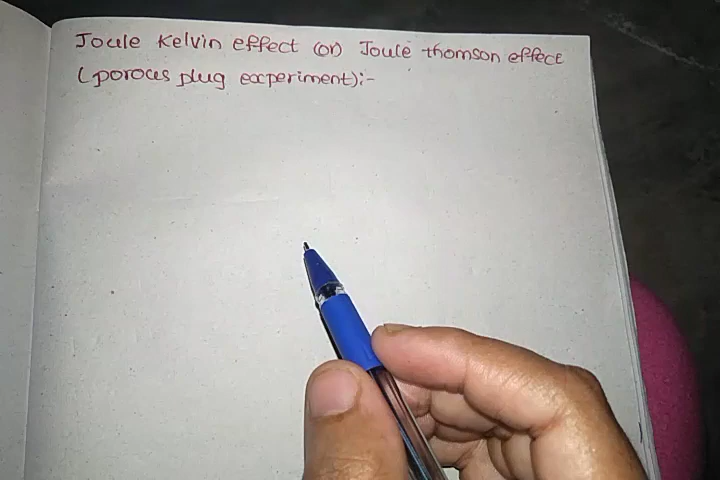 Joule Kelvin effect (or) Joule thomson effect
(porous plug experiment):-